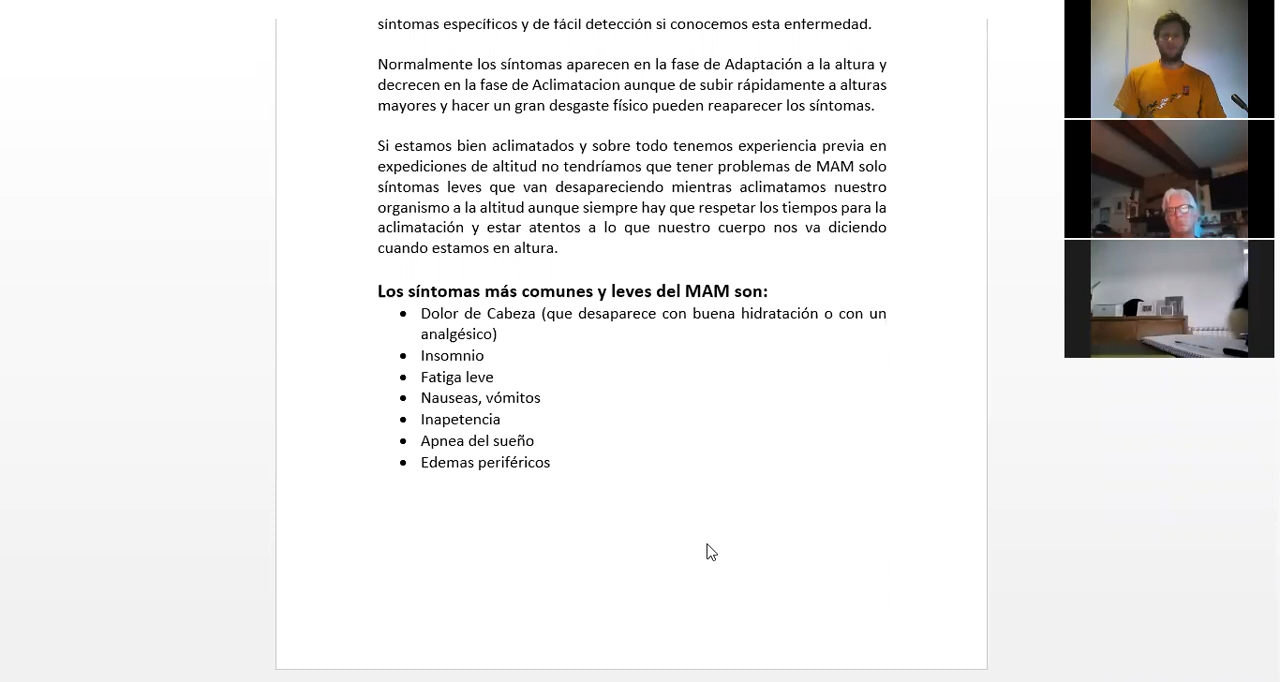 síntomas específicos y de fácil detección si conocemos esta enfermedad.
Normalmente los síntomas aparecen en la fase de Adaptación a la altura y
decrecen en la fase de Aclimatacion aunque de subir rápidamente a alturas
mayores y hacer un gran desgaste físico pueden reaparecer los síntomas.
Si estamos bien aclimatados y sobre todo tenemos experiencia previa en
expediciones de altitud no tendríamos que tener problemas de MAM solo
síntomas leves que van desapareciendo mientras aclimatamos nuestro
organismo a la altitud aunque siempre hay que respetar los tiempos para la
aclimatación y estar atentos a lo que nuestro cuerpo nos va diciendo
cuando estamos en altura.
Los síntomas más comunes y leves del MAM son:
• Dolor de Cabeza (que desaparece con buena hidratación o con un
analgésico)
• Insomnio
• Fatiga leve
• Nauseas, vómitos
• Inapetencia
• Apnea del sueño
• Edemas periféricos